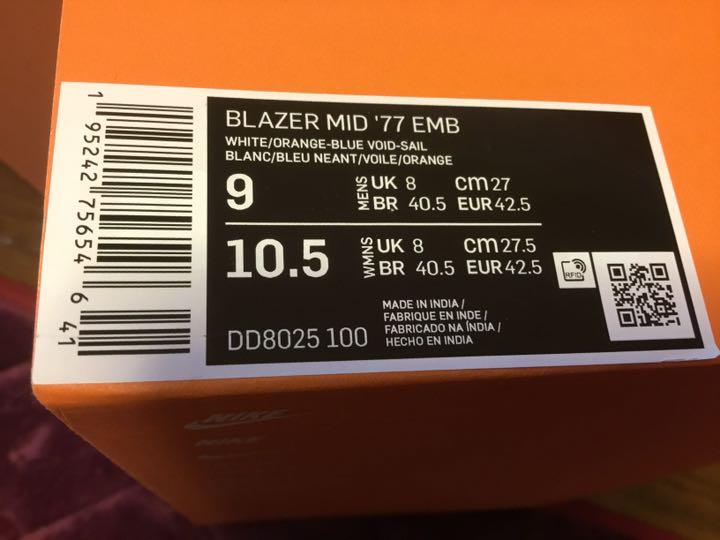 1 95242 75654 6 41
BLAZER MID '77 EMB
WHITE/ORANGE-BLUE VOID-SAIL
BLANC/BLEU NEANT/VOILE/ORANGE
9 MENS UK 8 CM 27
BR 40.5 EUR 42.5
10.5 WMNS UK 8 CM 27.5
BR 40.5 EUR 42.5
RFID
MADE IN INDIA /
FABRIQUE EN INDE /
FABRICADO NA ÍNDIA /
HECHO EN INDIA
DD8025 100
NIKE
NIKE